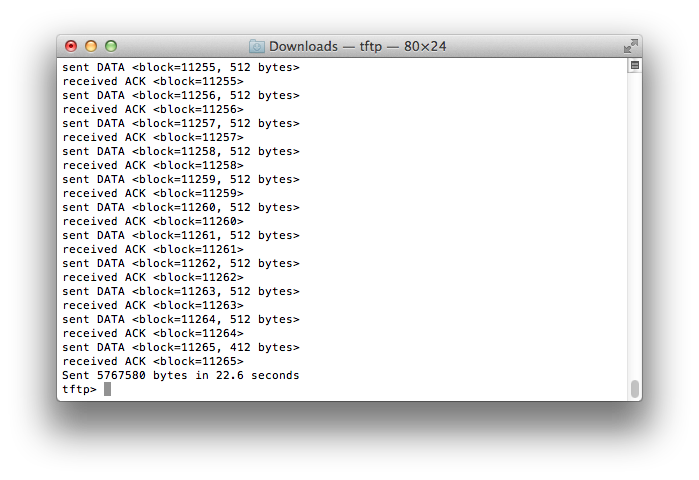 Downloads — tftp — 80×24
sent DATA <block=11255, 512 bytes>
received ACK <block=11255>
sent DATA <block=11256, 512 bytes>
received ACK <block=11256>
sent DATA <block=11257, 512 bytes>
received ACK <block=11257>
sent DATA <block=11258, 512 bytes>
received ACK <block=11258>
sent DATA <block=11259, 512 bytes>
received ACK <block=11259>
sent DATA <block=11260, 512 bytes>
received ACK <block=11260>
sent DATA <block=11261, 512 bytes>
received ACK <block=11261>
sent DATA <block=11262, 512 bytes>
received ACK <block=11262>
sent DATA <block=11263, 512 bytes>
received ACK <block=11263>
sent DATA <block=11264, 512 bytes>
received ACK <block=11264>
sent DATA <block=11265, 412 bytes>
received ACK <block=11265>
Sent 5767580 bytes in 22.6 seconds
tftp>